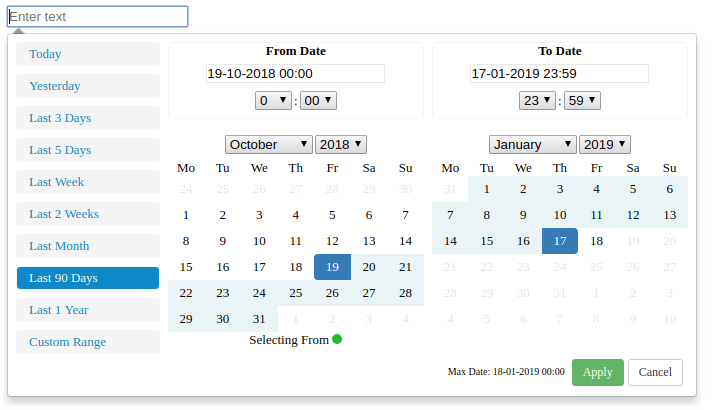 Enter text
Today
Yesterday
Last 3 Days
Last 5 Days
Last Week
Last 2 Weeks
Last Month
Last 90 Days
Last 1 Year
Custom Range
From Date
19-10-2018 00:00
0 : 00
October 2018
Mo Tu We Th Fr Sa Su
24 25 26 27 28 29 30
1 2 3 4 5 6 7
8 9 10 11 12 13 14
15 16 17 18 19 20 21
22 23 24 25 26 27 28
29 30 31 1 2 3 4
Selecting From
To Date
17-01-2019 23:59
23 : 59
January 2019
Mo Tu We Th Fr Sa Su
31 1 2 3 4 5 6
7 8 9 10 11 12 13
14 15 16 17 18 19 20
21 22 23 24 25 26 27
28 29 30 31 1 2 3
4 5 6 7 8 9 10
Max Date: 18-01-2019 00:00
Apply
Cancel